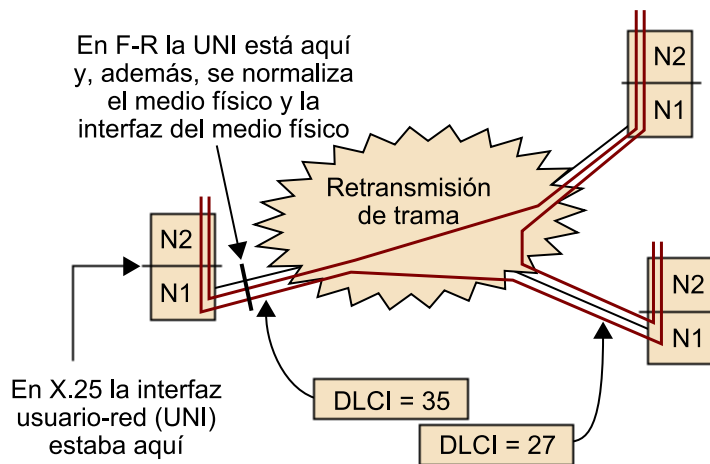 En F-R la UNI está aquí
y, además, se normaliza
el medio físico y la
interfaz del medio físico
N2
N1
Retransmisión
de trama
N2
N1
N2
N1
En X.25 la interfaz
usuario-red (UNI)
estaba aquí
DLCI = 35
DLCI = 27